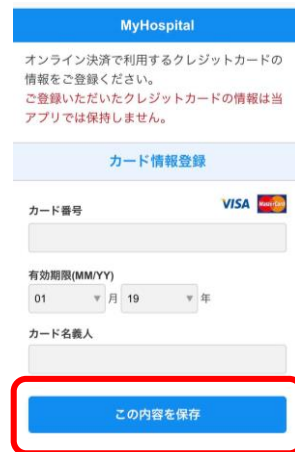 MyHospital
オンライン決済で利用するクレジットカードの
情報をご登録ください。
ご登録いただいたクレジットカードの情報は当
アプリでは保持しません。
カード情報登録
カード番号 VISA MasterCard
有効期限(MM/YY)
01 ▼ 月 19 ▼ 年
カード名義人
この内容を保存